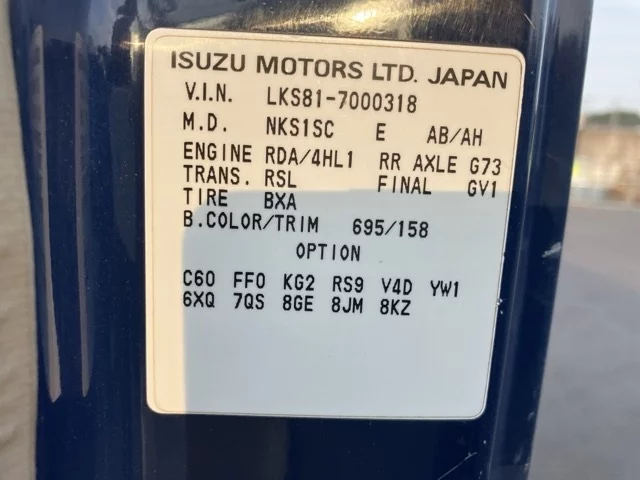 ISUZU MOTORS LTD. JAPAN
V.I.N. LKS81-7000318
M.D. NKS1SC E AB/AH
ENGINE RDA/4HL1 RR AXLE G73
TRANS. RSL FINAL GV1
TIRE BXA
B.COLOR/TRIM 695/158
OPTION
C60 FF0 KG2 RS9 V4D YW1
6XQ 7QS 8GE 8JM 8KZ